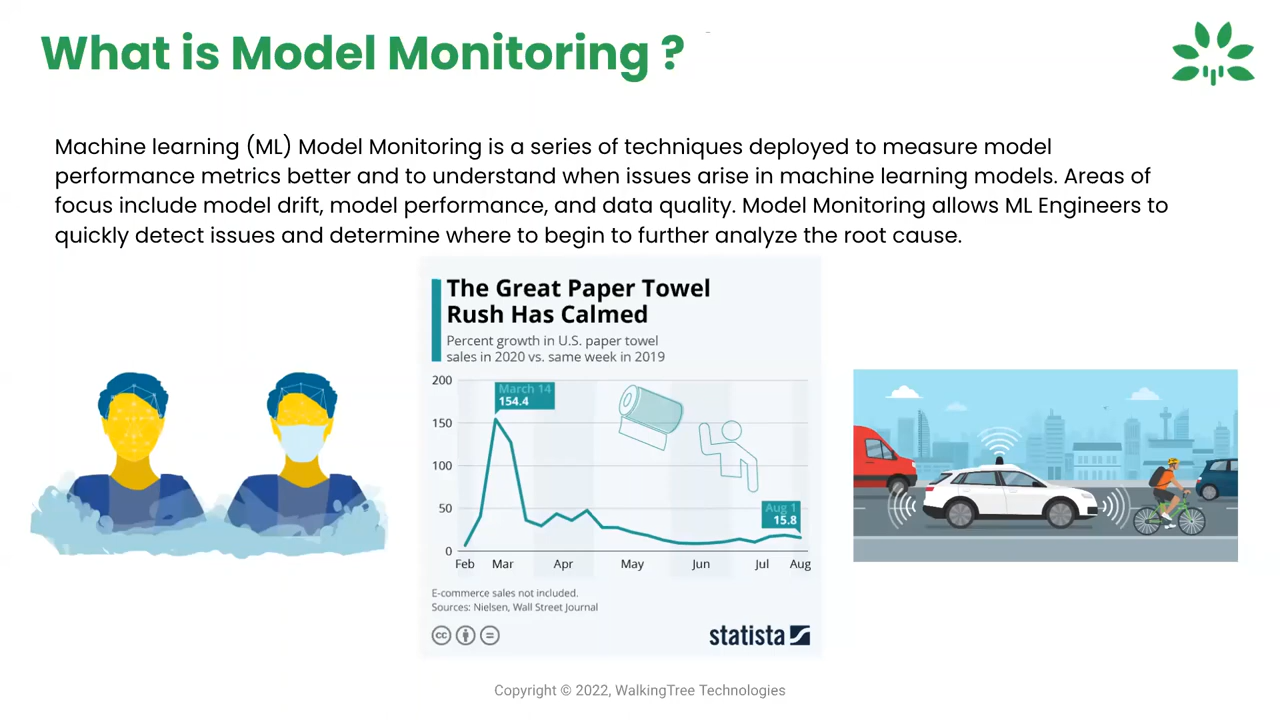 What is Model Monitoring ?
Machine learning (ML) Model Monitoring is a series of techniques deployed to measure model
performance metrics better and to understand when issues arise in machine learning models. Areas of
focus include model drift, model performance, and data quality. Model Monitoring allows ML Engineers to
quickly detect issues and determine where to begin to further analyze the root cause.
The Great Paper Towel
Rush Has Calmed
Percent growth in U.S. paper towel
sales in 2020 vs. same week in 2019
200
March 14
154.4
150
100
50
Aug 1
15.8
0
Feb Mar Apr May Jun Jul Aug
E-commerce sales not included.
Sources: Nielsen, Wall Street Journal
cc
statista
Copyright © 2022, WalkingTree Technologies